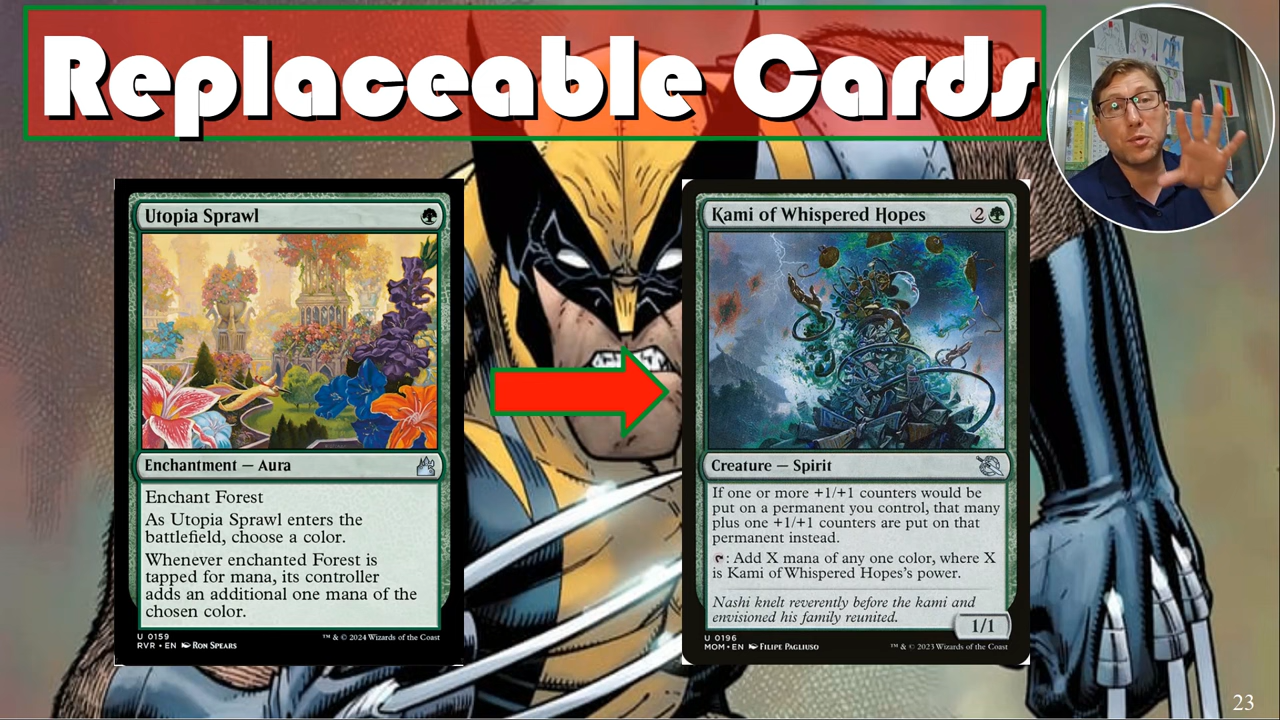 Replaceable Cards
Utopia Sprawl
Enchantment — Aura
Enchant Forest
As Utopia Sprawl enters the
battlefield, choose a color.
Whenever enchanted Forest is
tapped for mana, its controller
adds an additional one mana of the
chosen color.
U 0159
RVR • EN Ron Spears
™ & © 2024 Wizards of the Coast
Kami of Whispered Hopes
2
Creature — Spirit
If one or more +1/+1 counters would be
put on a permanent you control, that many
plus one +1/+1 counters are put on that
permanent instead.
: Add X mana of any one color, where X
is Kami of Whispered Hopes's power.
Nashi knelt reverently before the kami and
envisioned his family reunited.
1/1
U 0196
MOM • EN Filipe Pagliuso
™ & © 2023 Wizards of the Coast
23